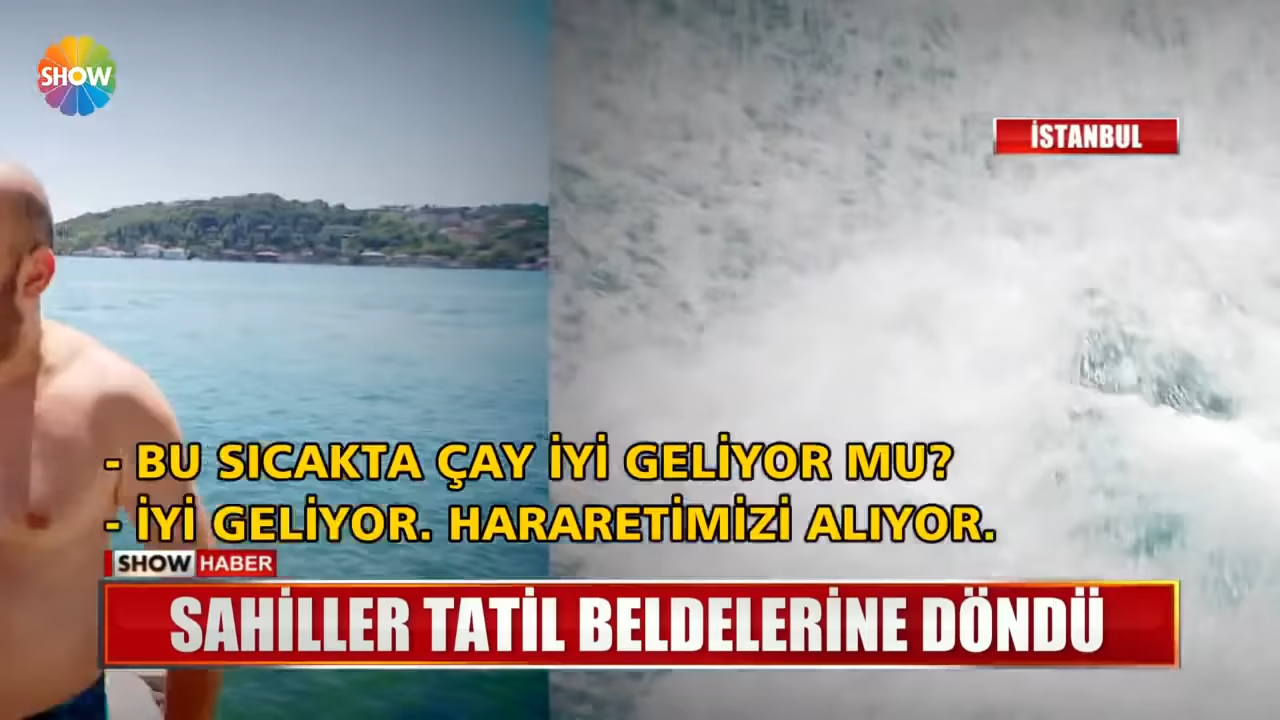 SHOW
İSTANBUL
- BU SICAKTA ÇAY İYİ GELİYOR MU?
- İYİ GELİYOR. HARARETİMİZİ ALIYOR.
SHOW HABER
SAHİLLER TATİL BELDELERİNE DÖNDÜ